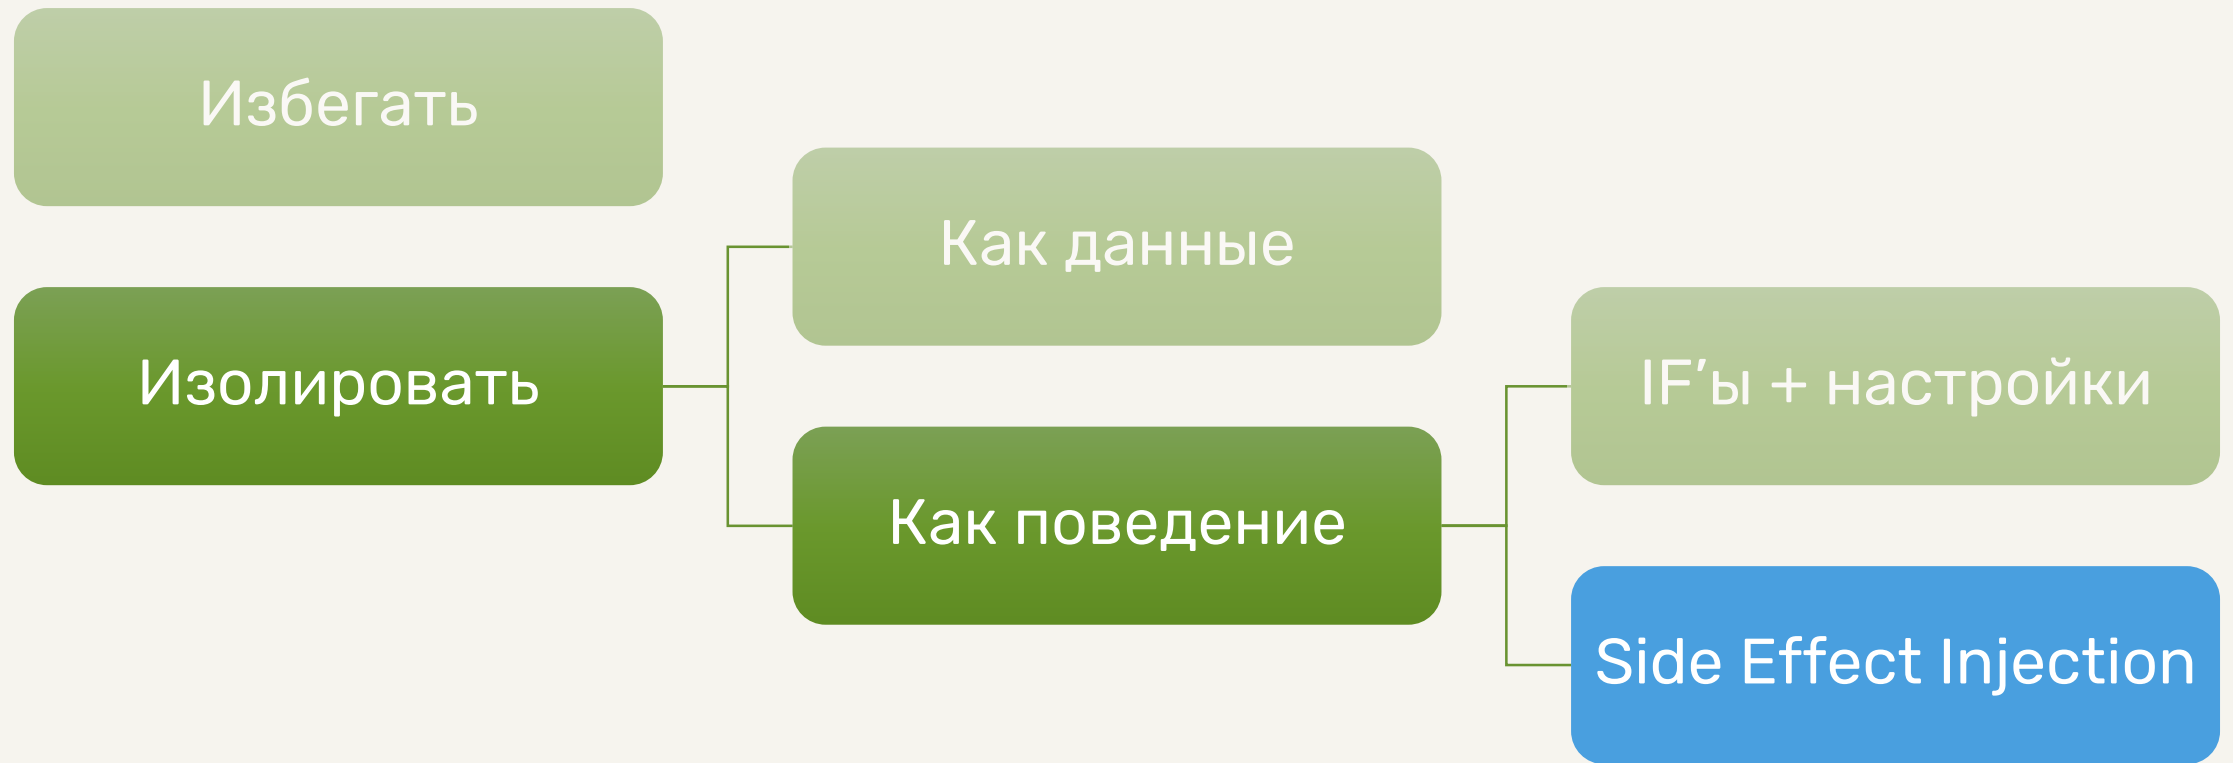 Избегать
Изолировать
Как данные
Как поведение
IF’ы + настройки
Side Effect Injection